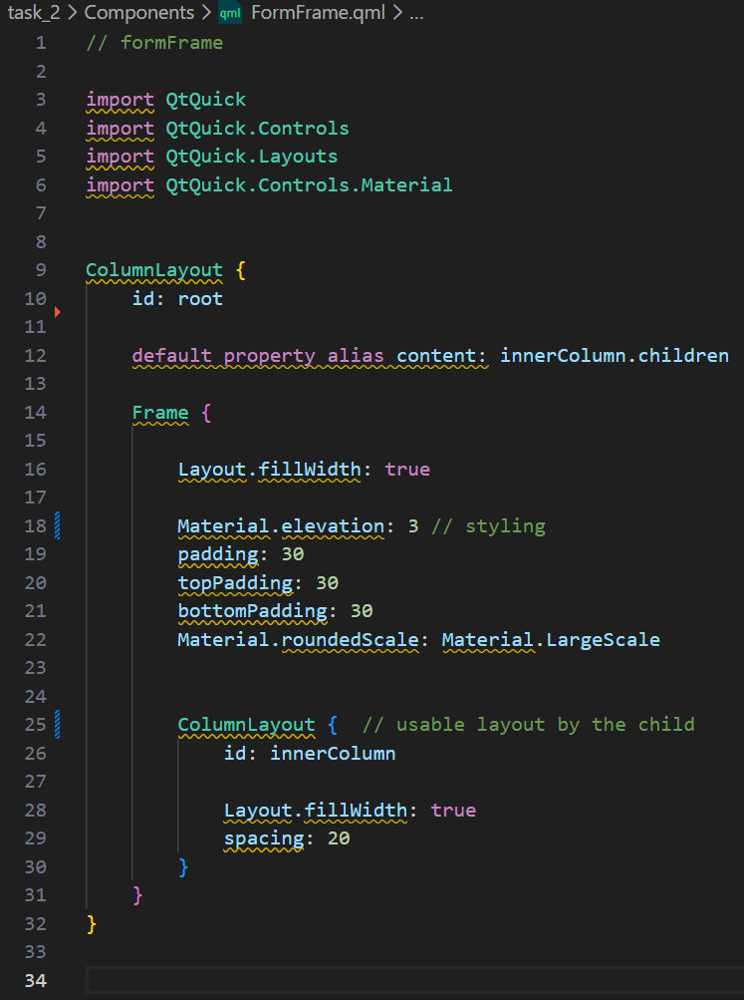 task_2 > Components > qml FormFrame.qml > ...
1 // formFrame
2
3 import QtQuick
4 import QtQuick.Controls
5 import QtQuick.Layouts
6 import QtQuick.Controls.Material
7
8
9 ColumnLayout {
10     id: root
11
12     default property alias content: innerColumn.children
13
14     Frame {
15
16         Layout.fillWidth: true
17
18         Material.elevation: 3 // styling
19         padding: 30
20         topPadding: 30
21         bottomPadding: 30
22         Material.roundedScale: Material.LargeScale
23
24
25         ColumnLayout {  // usable layout by the child
26             id: innerColumn
27
28             Layout.fillWidth: true
29             spacing: 20
30         }
31     }
32 }
33
34